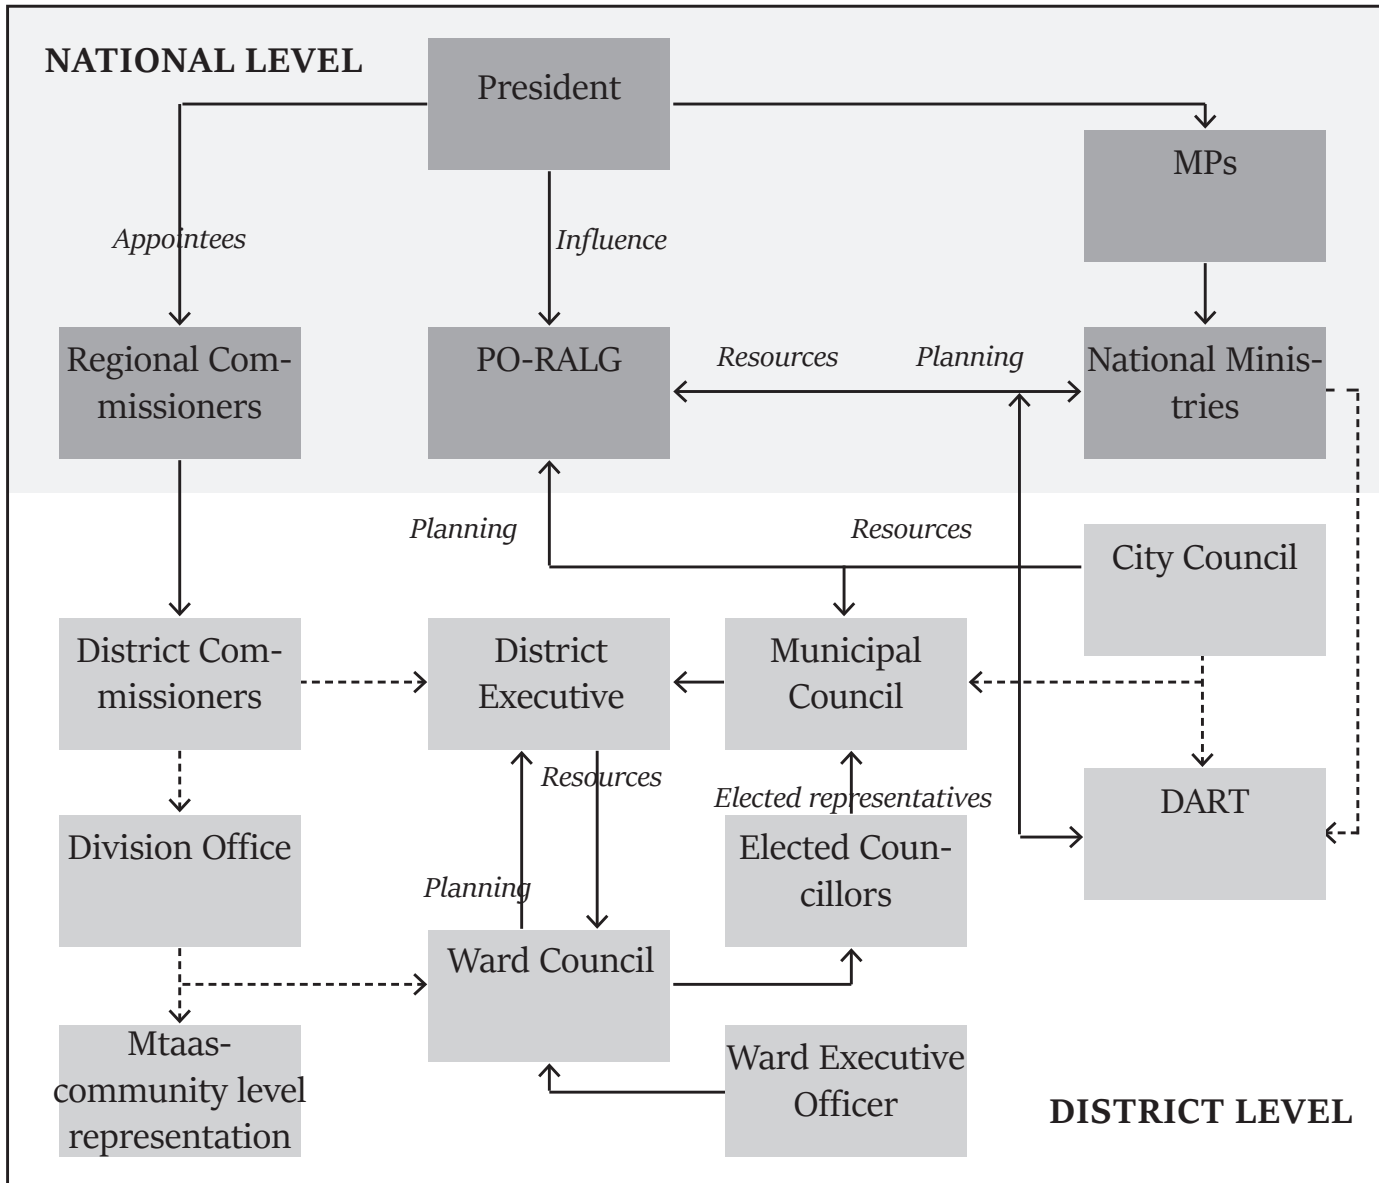 NATIONAL LEVEL
President
MPs
Appointees
Influence
Regional Com-
missioners
PO-RALG
Resources
Planning
National Minis-
tries
Planning
Resources
City Council
District Com-
missioners
District
Executive
Municipal
Council
Resources
Elected representatives
DART
Division Office
Planning
Elected Coun-
cillors
Ward Council
Mtaas-
community level
representation
Ward Executive
Officer
DISTRICT LEVEL